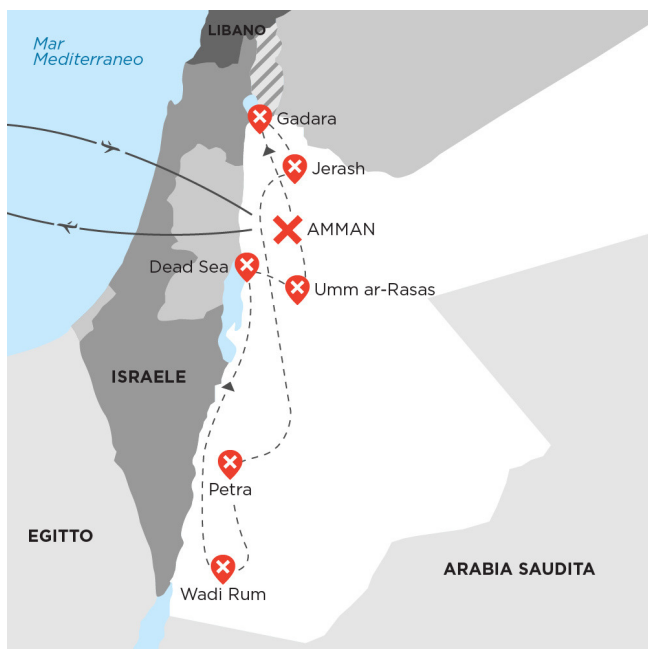 LIBANO
Mar
Mediterraneo
Gadara
Jerash
AMMAN
Dead Sea
Umm ar-Rasas
ISRAELE
Petra
EGITTO
ARABIA SAUDITA
Wadi Rum